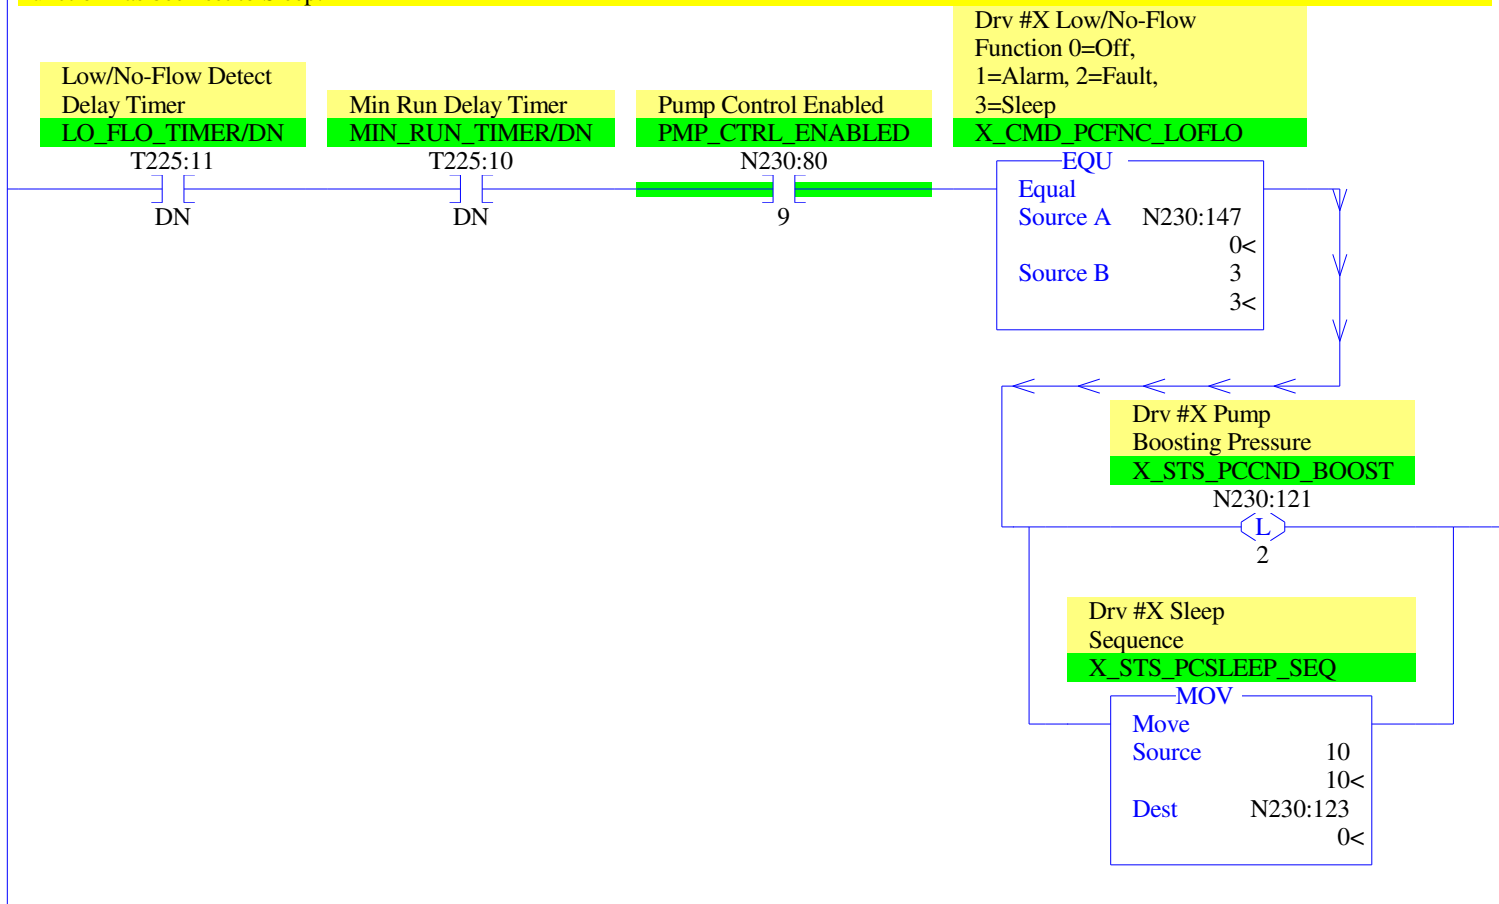 Low/No-Flow Detect
Delay Timer
LO_FLO_TIMER/DN
T225:11
DN
Min Run Delay Timer
MIN_RUN_TIMER/DN
T225:10
DN
Pump Control Enabled
PMP_CTRL_ENABLED
N230:80
9
Drv #X Low/No-Flow
Function 0=Off,
1=Alarm, 2=Fault,
3=Sleep
X_CMD_PCFNC_LOFLO
EQU
Equal
Source A N230:147
0<
Source B 3
3<
Drv #X Pump
Boosting Pressure
X_STS_PCCND_BOOST
N230:121
L
2
Drv #X Sleep
Sequence
X_STS_PCSLEEP_SEQ
MOV
Move
Source 10
10<
Dest N230:123
0<